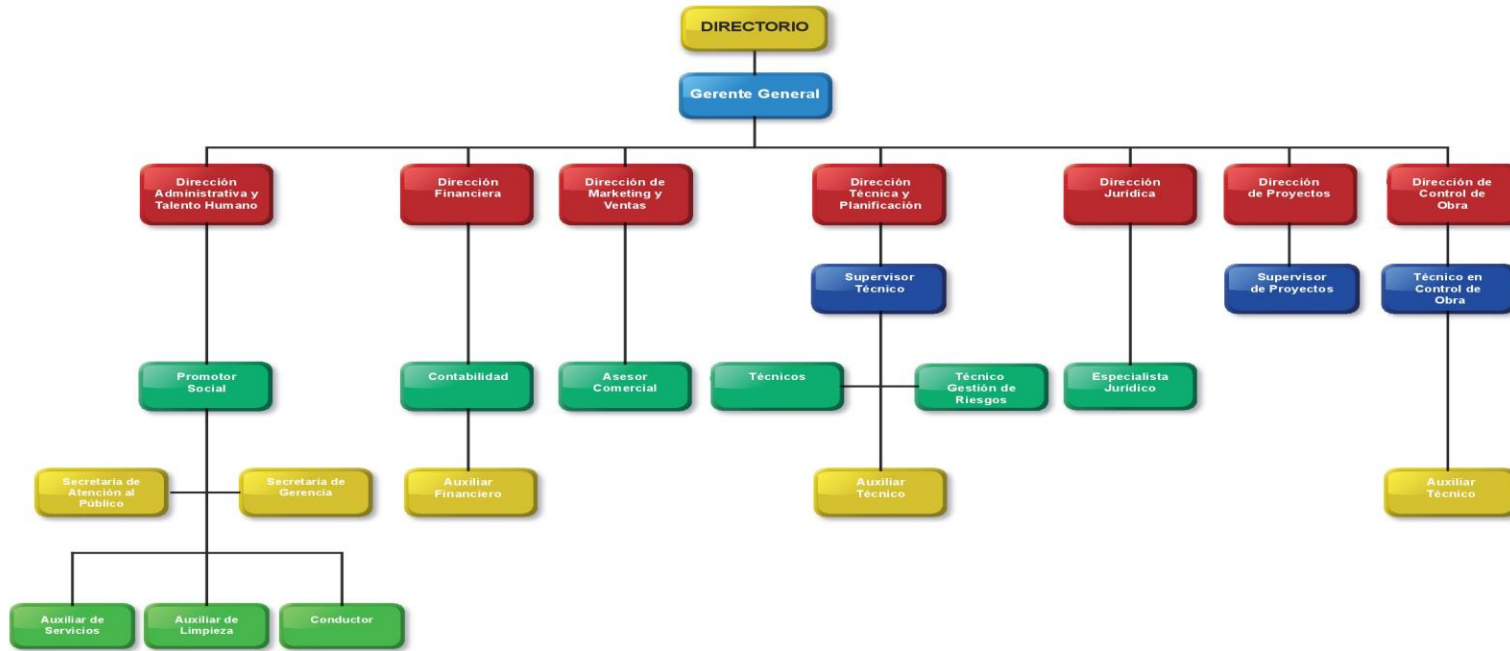 DIRECTORIO
Gerente General
Dirección
Administrativa y
Talento Humano
Dirección
Financiera
Dirección de
Marketing y
Ventas
Dirección
Técnica y
Planificación
Dirección
Jurídica
Dirección
de Proyectos
Dirección de
Control de
Obra
Supervisor
Técnico
Supervisor
de Proyectos
Técnico en
Control de
Obra
Promotor
Social
Contabilidad
Asesor
Comercial
Técnicos
Técnico
Gestión de
Riesgos
Especialista
Jurídico
Secretaría de
Atención al
Público
Secretaría de
Gerencia
Auxiliar
Financiero
Auxiliar
Técnico
Auxiliar
Técnico
Auxiliar de
Servicios
Auxiliar de
Limpieza
Conductor